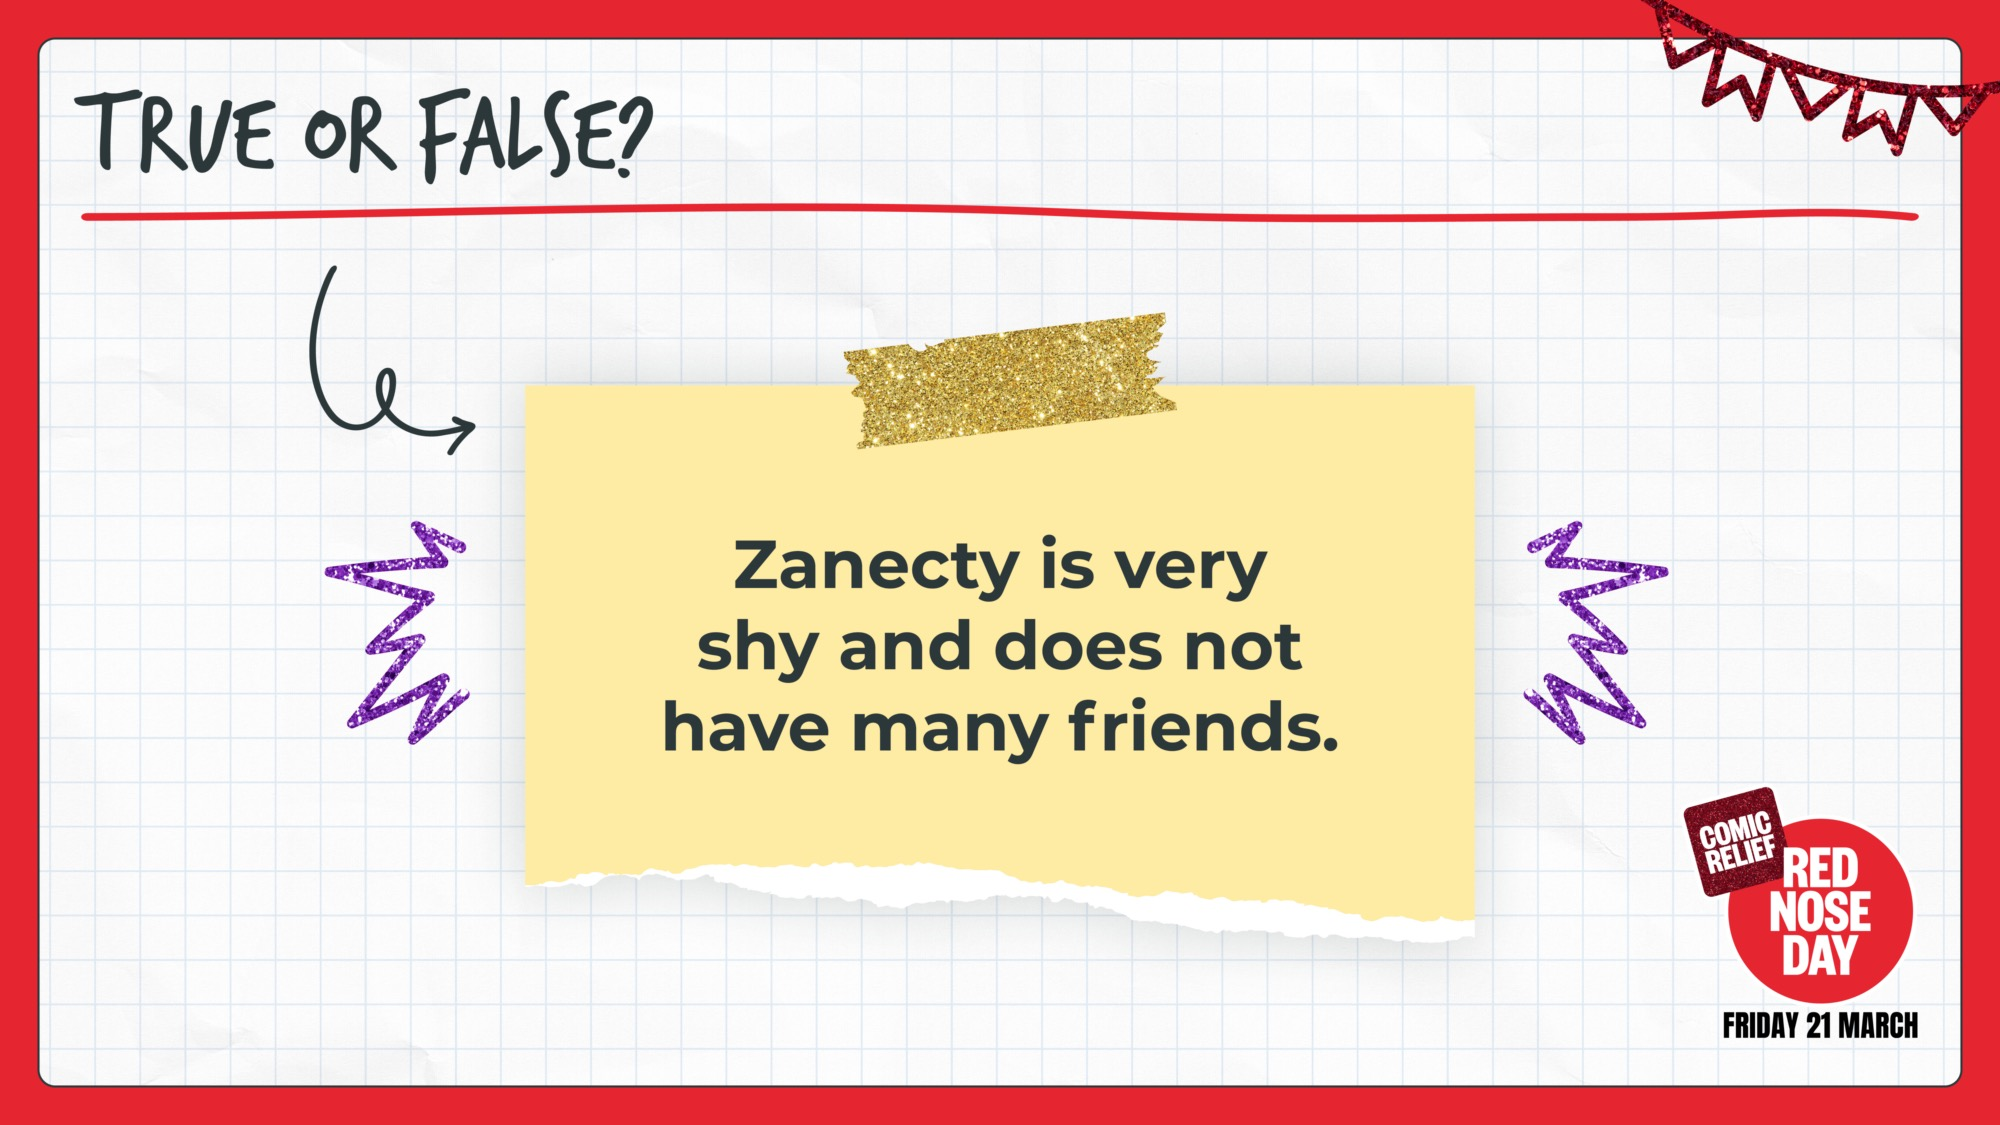 TRUE OR FALSE?
Zanecty is very
shy and does not
have many friends.
COMIC
RELIEF
RED
NOSE
DAY
FRIDAY 21 MARCH